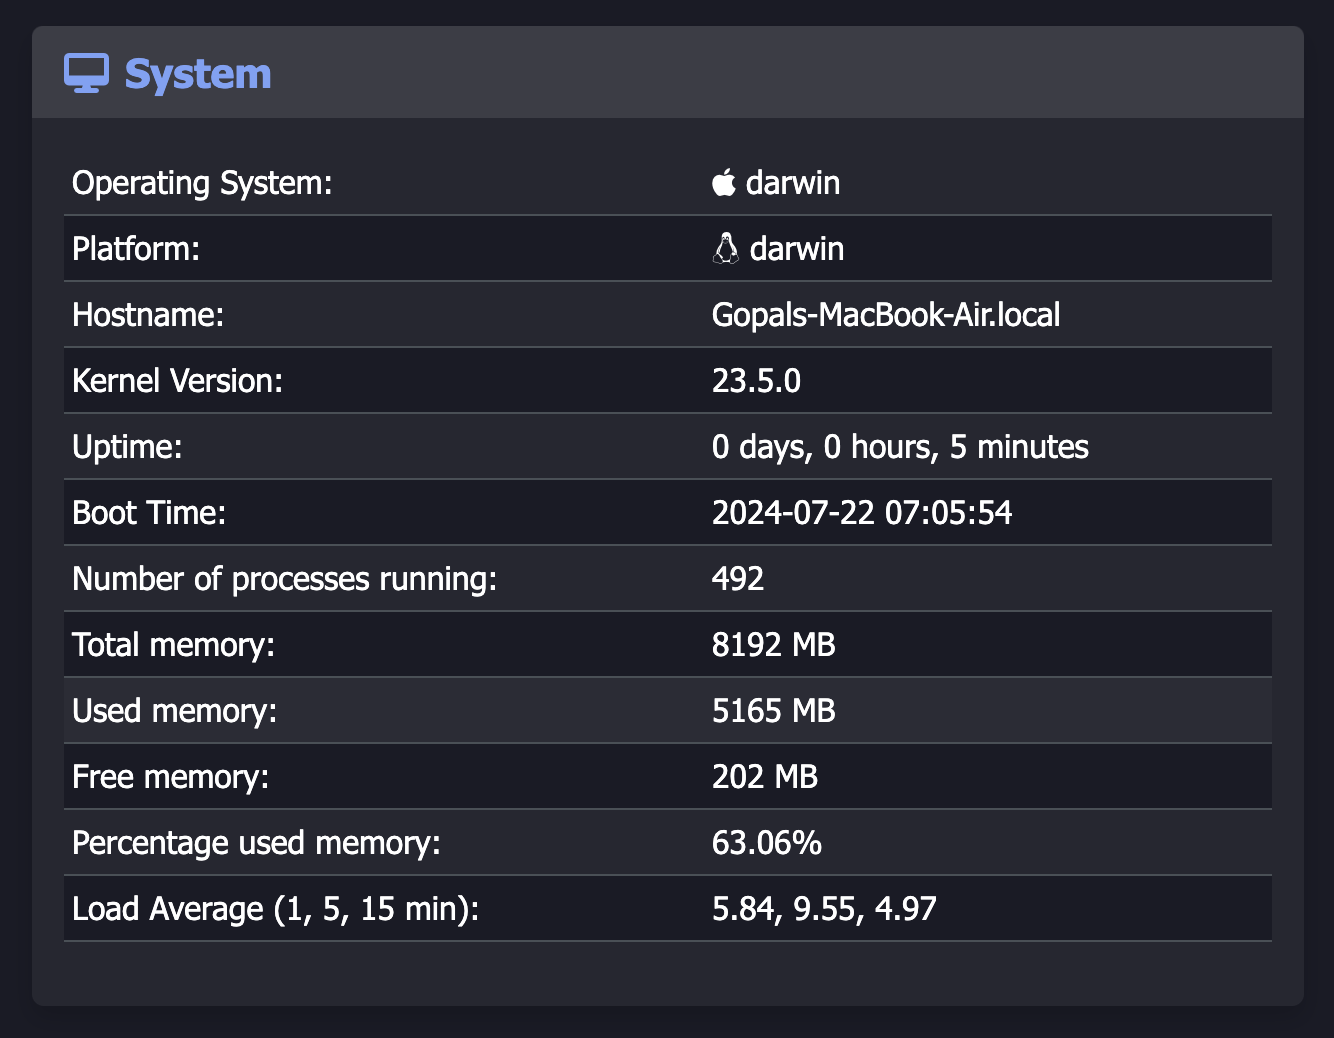 System
Operating System: darwin
Platform: darwin
Hostname: Gopals-MacBook-Air.local
Kernel Version: 23.5.0
Uptime: 0 days, 0 hours, 5 minutes
Boot Time: 2024-07-22 07:05:54
Number of processes running: 492
Total memory: 8192 MB
Used memory: 5165 MB
Free memory: 202 MB
Percentage used memory: 63.06%
Load Average (1, 5, 15 min): 5.84, 9.55, 4.97